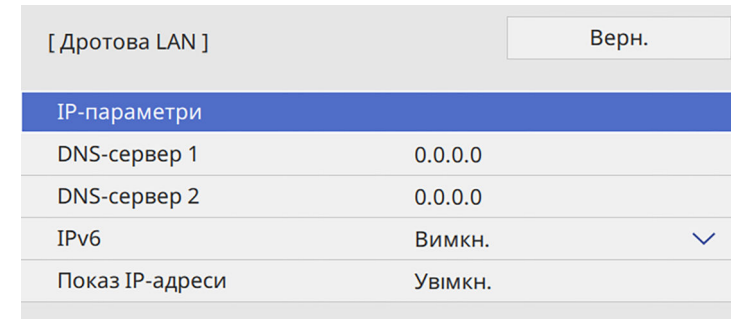 [ Дротова LAN ]
Верн.
IP-параметри
DNS-сервер 1 0.0.0.0
DNS-сервер 2 0.0.0.0
IPv6 Вимкн.
Показ IP-адреси Увімкн.